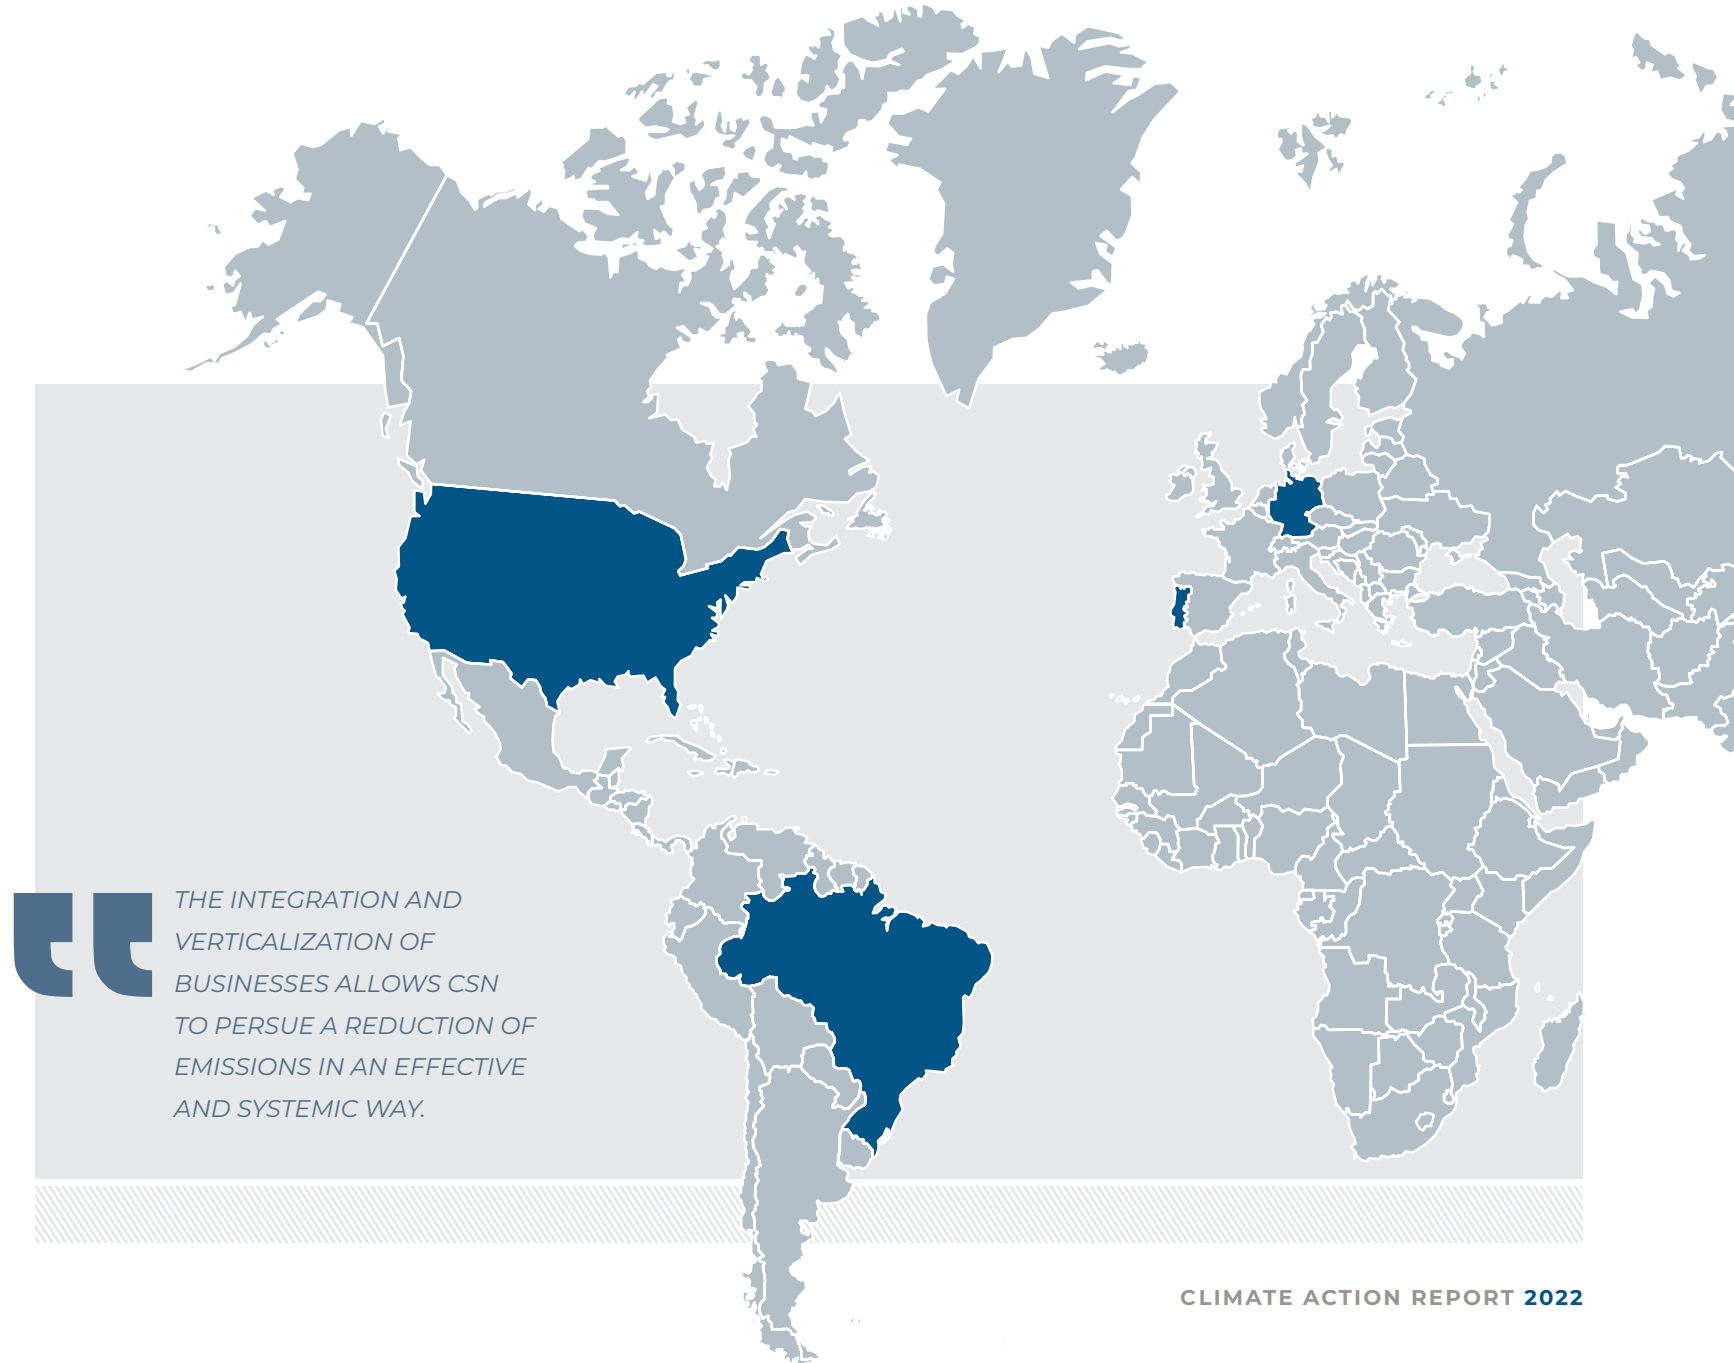 THE INTEGRATION AND
VERTICALIZATION OF
BUSINESSES ALLOWS CSN
TO PERSUE A REDUCTION OF
EMISSIONS IN AN EFFECTIVE
AND SYSTEMIC WAY.
CLIMATE ACTION REPORT 2022